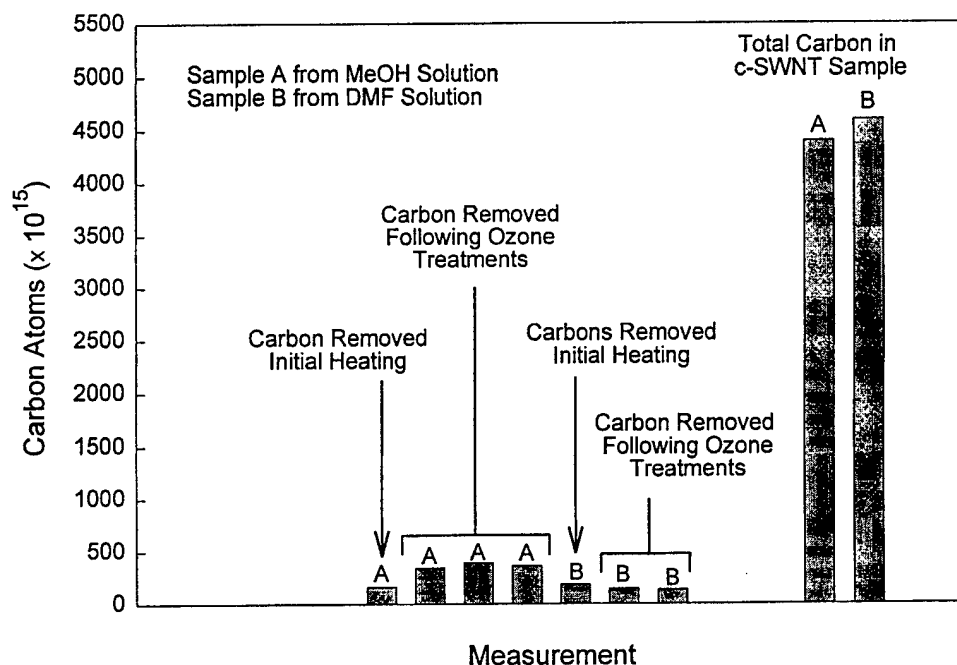 5500
5000
4500
4000
3500
3000
2500
2000
1500
1000
500
0
Carbon Atoms (x 10^15)
Sample A from MeOH Solution
Sample B from DMF Solution
Total Carbon in
c-SWNT Sample
A
B
Carbon Removed
Following Ozone
Treatments
Carbon Removed
Initial Heating
Carbons Removed
Initial Heating
Carbon Removed
Following Ozone
Treatments
A
A
A
A
B
B
B
Measurement